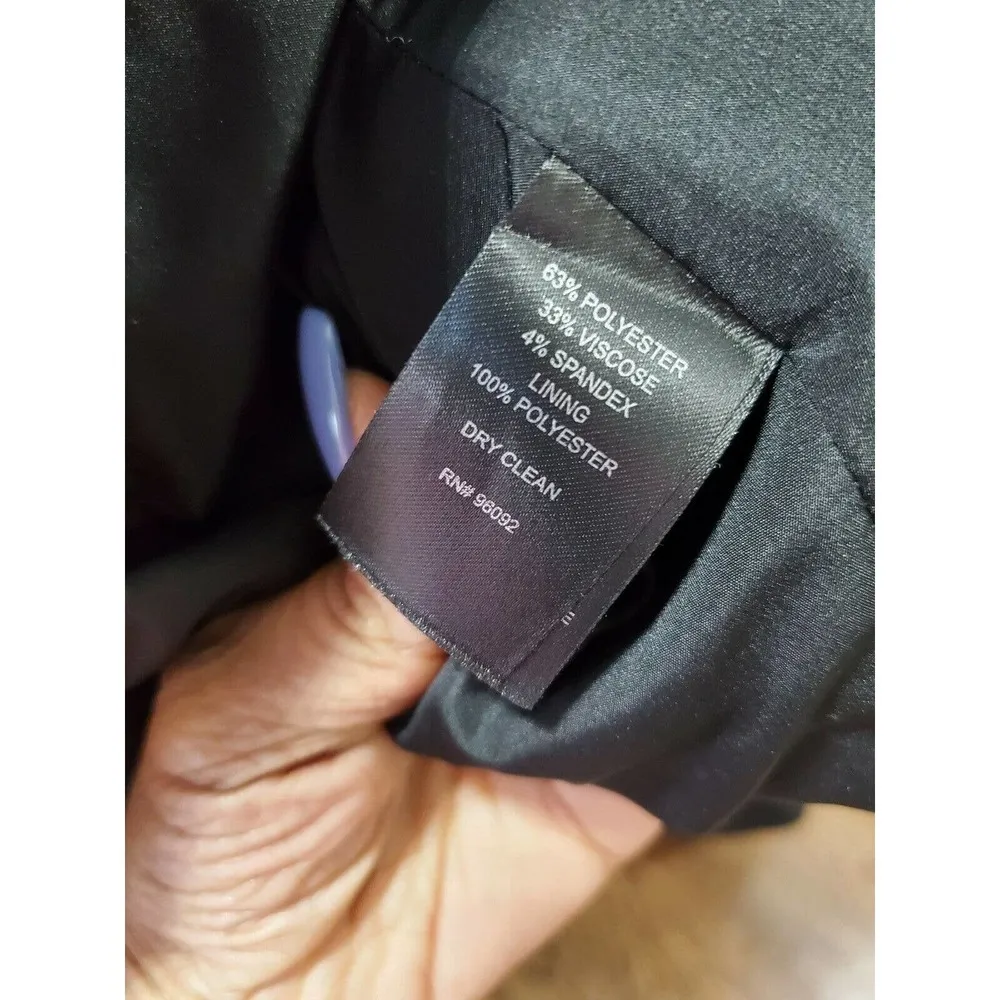 63% POLYESTER
33% VISCOSE
4% SPANDEX
LINING
100% POLYESTER
DRY CLEAN
RN# 96092